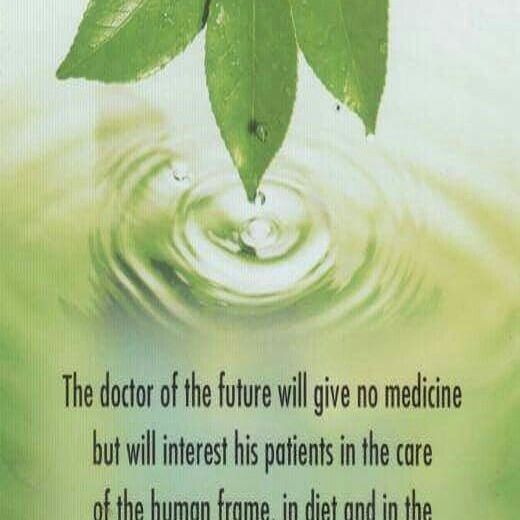 The doctor of the future will give no medicine
but will interest his patients in the care
of the human frame, in diet and in the